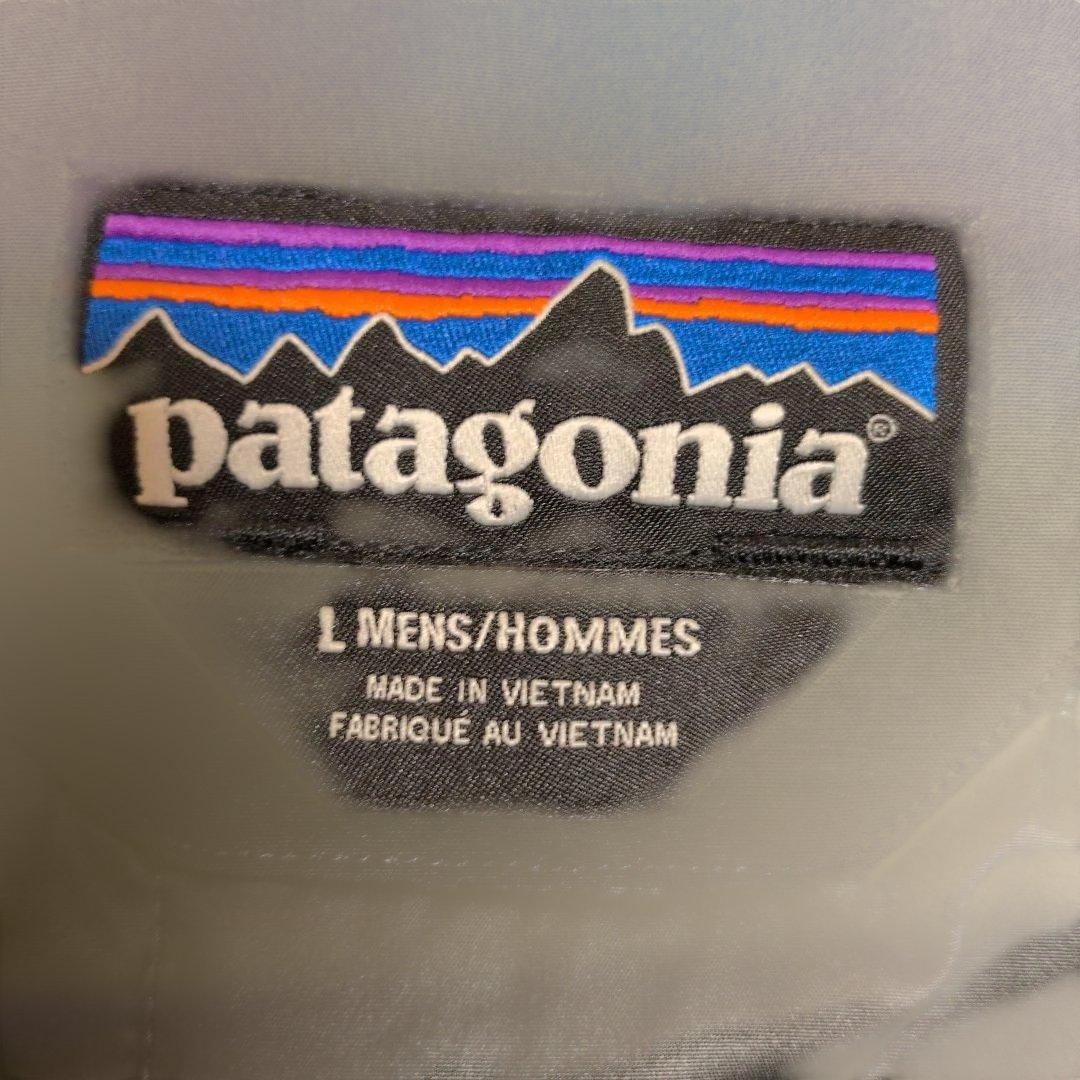 patagonia®
L MENS/HOMMES
MADE IN VIETNAM
FABRIQUÉ AU VIETNAM